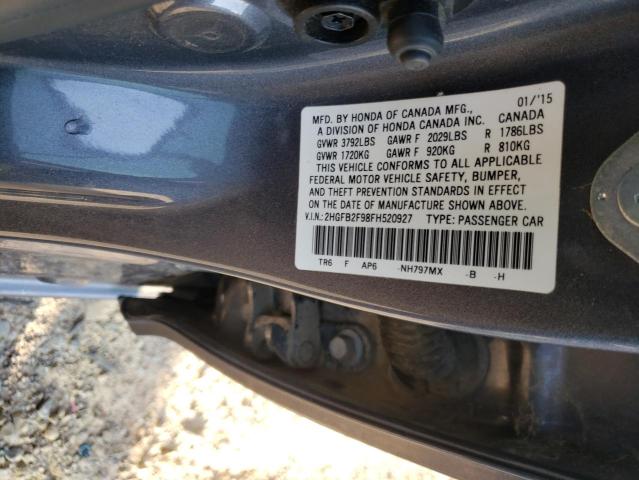 MFD. BY HONDA OF CANADA MFG., 01/'15
A DIVISION OF HONDA CANADA INC. CANADA
GVWR 3792LBS GAWR F 2029LBS R 1786LBS
GVWR 1720KG GAWR F 920KG R 810KG
THIS VEHICLE CONFORMS TO ALL APPLICABLE
FEDERAL MOTOR VEHICLE SAFETY, BUMPER,
AND THEFT PREVENTION STANDARDS IN EFFECT
ON THE DATE OF MANUFACTURE SHOWN ABOVE.
V.I.N.: 2HGFB2F98FH520927 TYPE: PASSENGER CAR
TR6 F AP6 -NH797MX -B -H